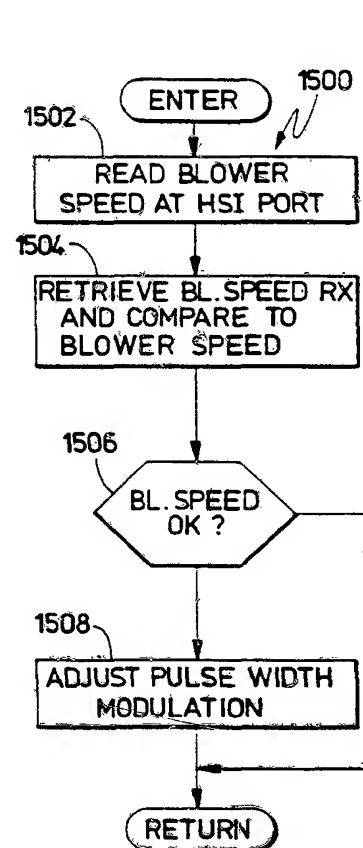 1500
ENTER
1502
READ BLOWER
SPEED AT HSI PORT
1504
RETRIEVE BL.SPEED RX
AND COMPARE TO
BLOWER SPEED
1506
BL.SPEED
OK ?
1508
ADJUST PULSE WIDTH
MODULATION
RETURN